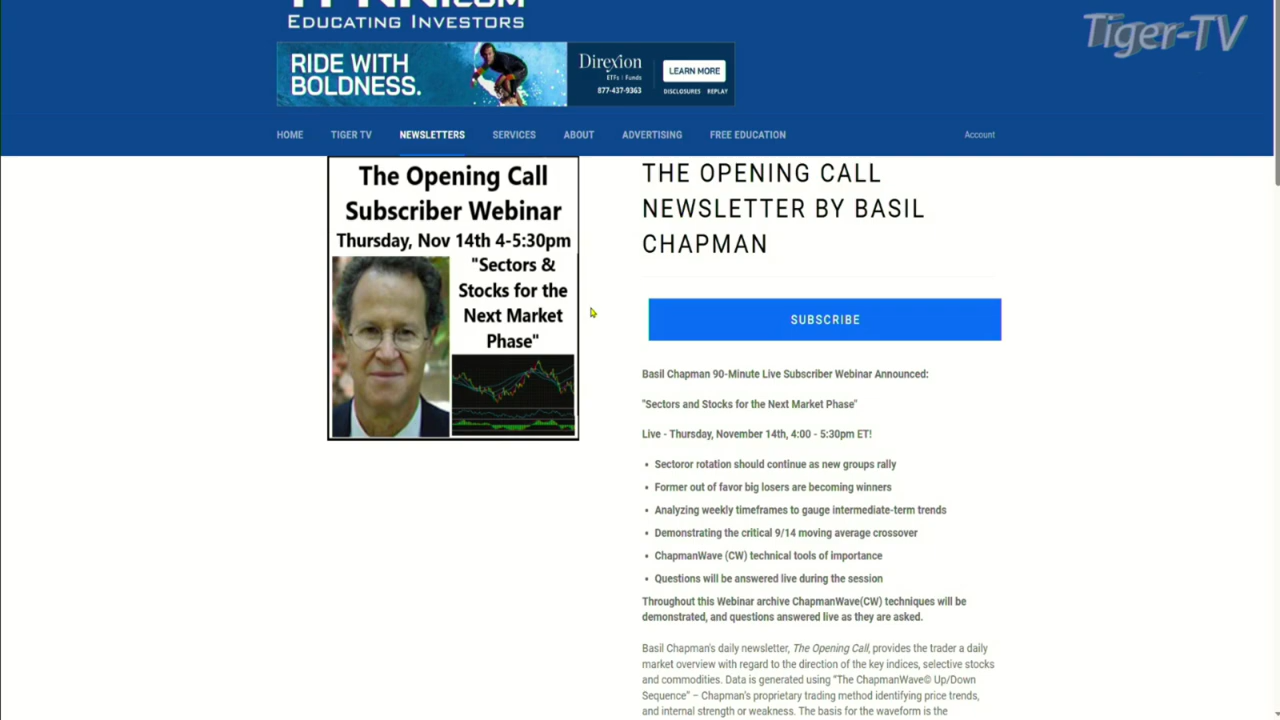 Educating Investors
Tiger-TV
RIDE WITH
BOLDNESS.
Direxion
ETFs | Funds
877-437-9363
LEARN MORE
DISCLOSURES REPLAY
HOME TIGER TV NEWSLETTERS SERVICES ABOUT ADVERTISING FREE EDUCATION Account
The Opening Call
Subscriber Webinar
Thursday, Nov 14th 4-5:30pm
"Sectors &
Stocks for the
Next Market
Phase"
THE OPENING CALL
NEWSLETTER BY BASIL
CHAPMAN
SUBSCRIBE
Basil Chapman 90-Minute Live Subscriber Webinar Announced:
"Sectors and Stocks for the Next Market Phase"
Live - Thursday, November 14th, 4:00 - 5:30pm ET!
• Sectoror rotation should continue as new groups rally
• Former out of favor big losers are becoming winners
• Analyzing weekly timeframes to gauge intermediate-term trends
• Demonstrating the critical 9/14 moving average crossover
• ChapmanWave (CW) technical tools of importance
• Questions will be answered live during the session
Throughout this Webinar archive ChapmanWave(CW) techniques will be
demonstrated, and questions answered live as they are asked.
Basil Chapman's daily newsletter, The Opening Call, provides the trader a daily
market overview with regard to the direction of the key indices, selective stocks
and commodities. Data is generated using "The ChapmanWave© Up/Down
Sequence" – Chapman's proprietary trading method identifying price trends,
and internal strength or weakness. The basis for the waveform is the